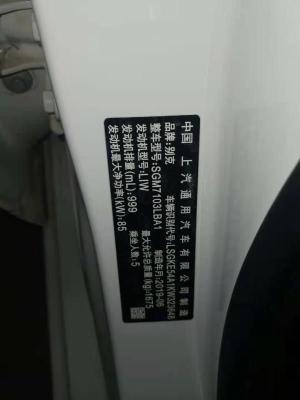 中国 上汽通用汽车有限公司制造
品牌:别克 车辆识别代号:LSGKE54A1KW323648
整车型号:SGM7103LBA1 制造年月:2019-06
发动机型号:LIW 最大允许总质量(kg):1675
发动机排量(mL):999 乘坐人数:5
发动机最大净功率(kW):85